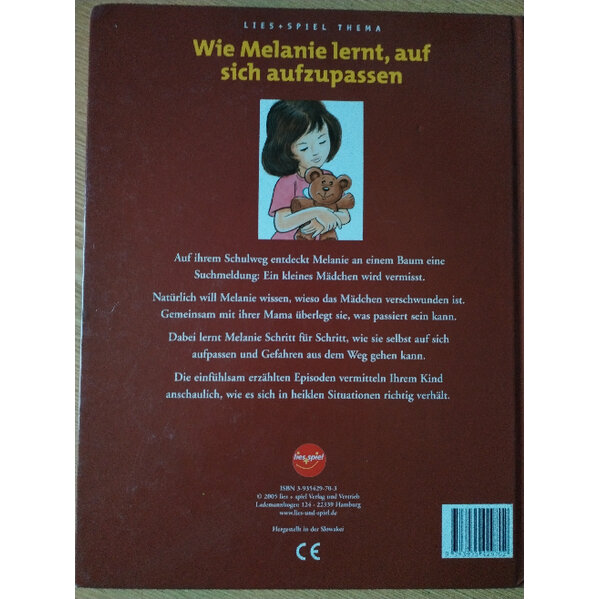 LIES+SPIEL THEMA
Wie Melanie lernt, auf
sich aufzupassen
Auf ihrem Schulweg entdeckt Melanie an einem Baum eine
Suchmeldung: Ein kleines Mädchen wird vermisst.
Natürlich will Melanie wissen, wieso das Mädchen verschwunden ist.
Gemeinsam mit ihrer Mama überlegt sie, was passiert sein kann.
Dabei lernt Melanie Schritt für Schritt, wie sie selbst auf sich
aufpassen und Gefahren aus dem Weg gehen kann.
Die einfühlsam erzählten Episoden vermitteln Ihrem Kind
anschaulich, wie es sich in heiklen Situationen richtig verhält.
lies+spiel
ISBN 3-935429-70-3
© 2005 lies + spiel Verlag und Vertrieb
Lademannbogen 124 - 22339 Hamburg
www.lies-und-spiel.de
Hergestellt in der Slowakei
CE